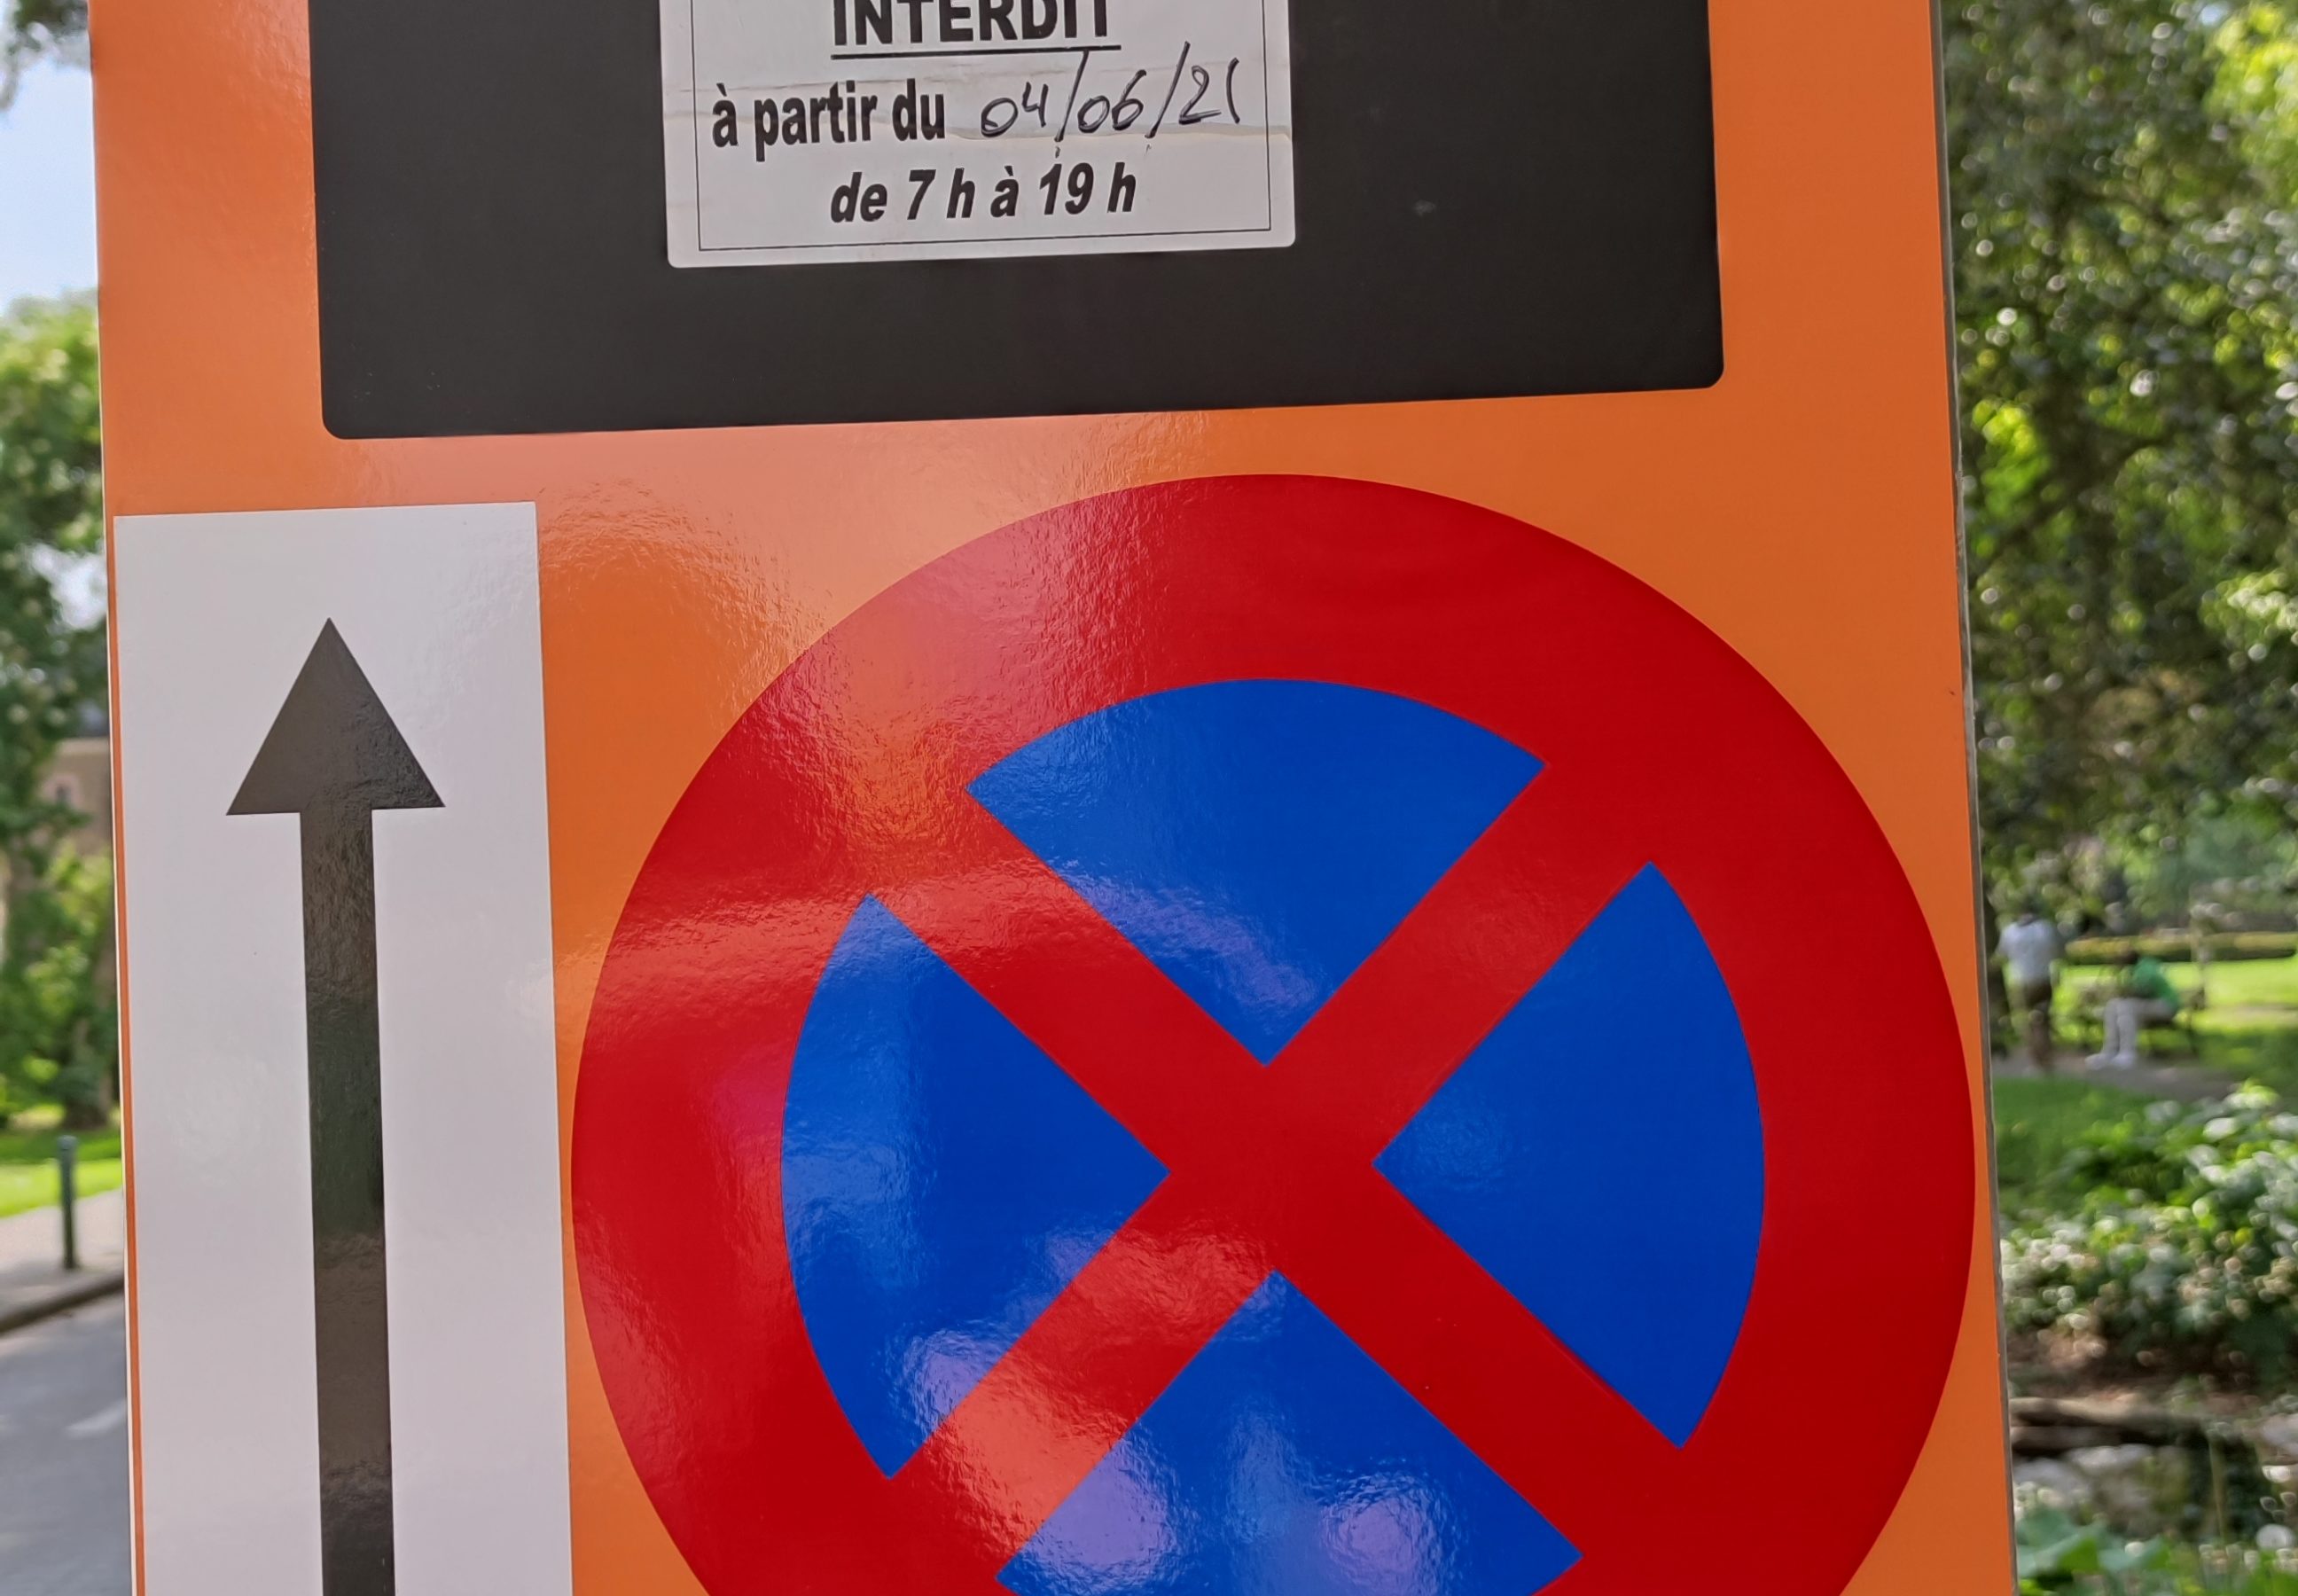 INTERDIT
à partir du 04/06/21
de 7 h à 19 h